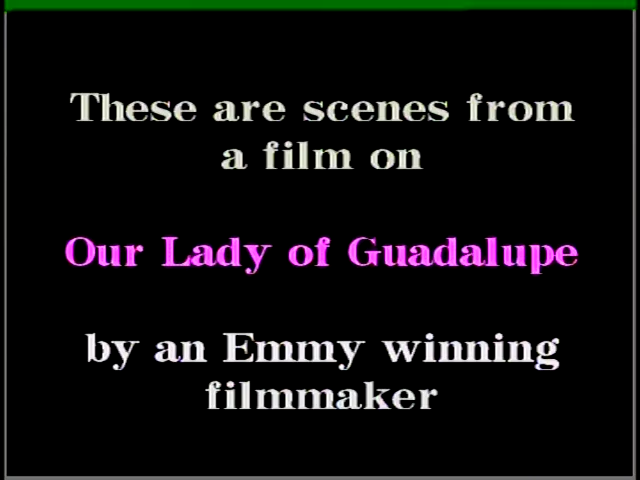 These are scenes from
a film on
Our Lady of Guadalupe
by an Emmy winning
filmmaker